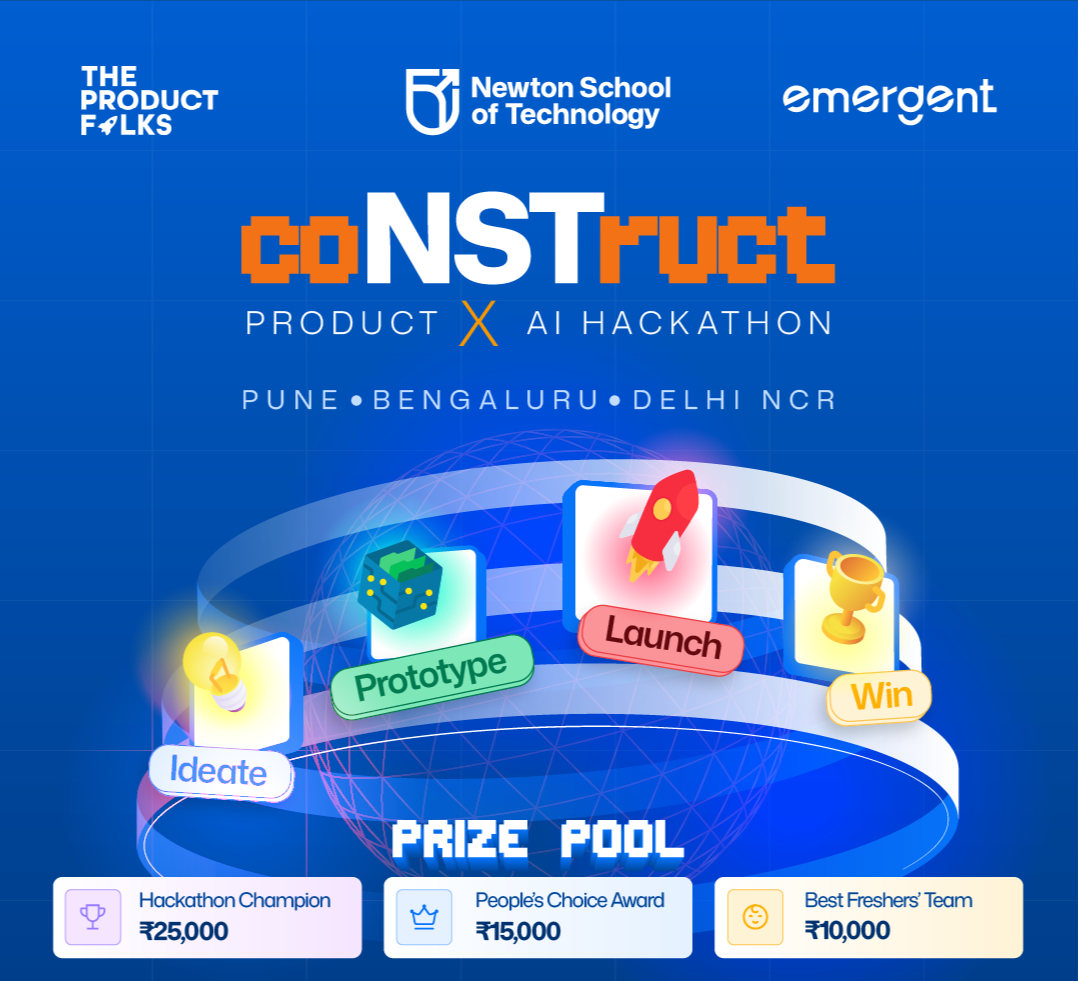 THE
PRODUCT
FOLKS
Newton School
of Technology
emergent
coNSTruct
PRODUCT X AI HACKATHON
PUNE • BENGALURU • DELHI NCR
Launch
Prototype
Win
Ideate
PRIZE POOL
Hackathon Champion
₹25,000
People's Choice Award
₹15,000
Best Freshers' Team
₹10,000